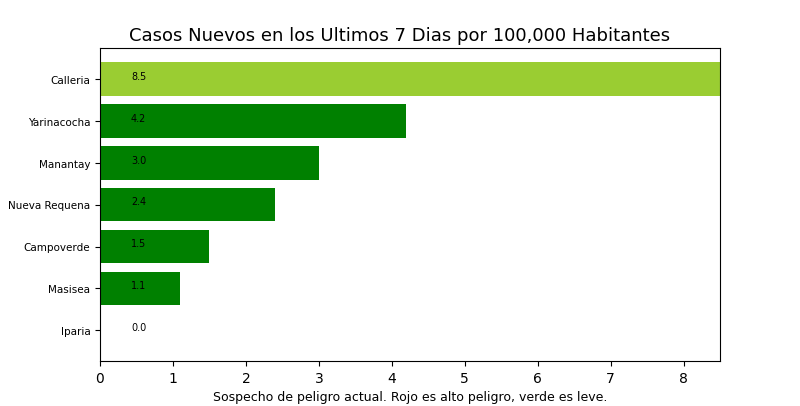 Casos Nuevos en los Ultimos 7 Dias por 100,000 Habitantes
Calleria 8.5
Yarinacocha 4.2
Manantay 3.0
Nueva Requena 2.4
Campoverde 1.5
Masisea 1.1
Iparia 0.0
0 1 2 3 4 5 6 7 8
Sospecho de peligro actual. Rojo es alto peligro, verde es leve.